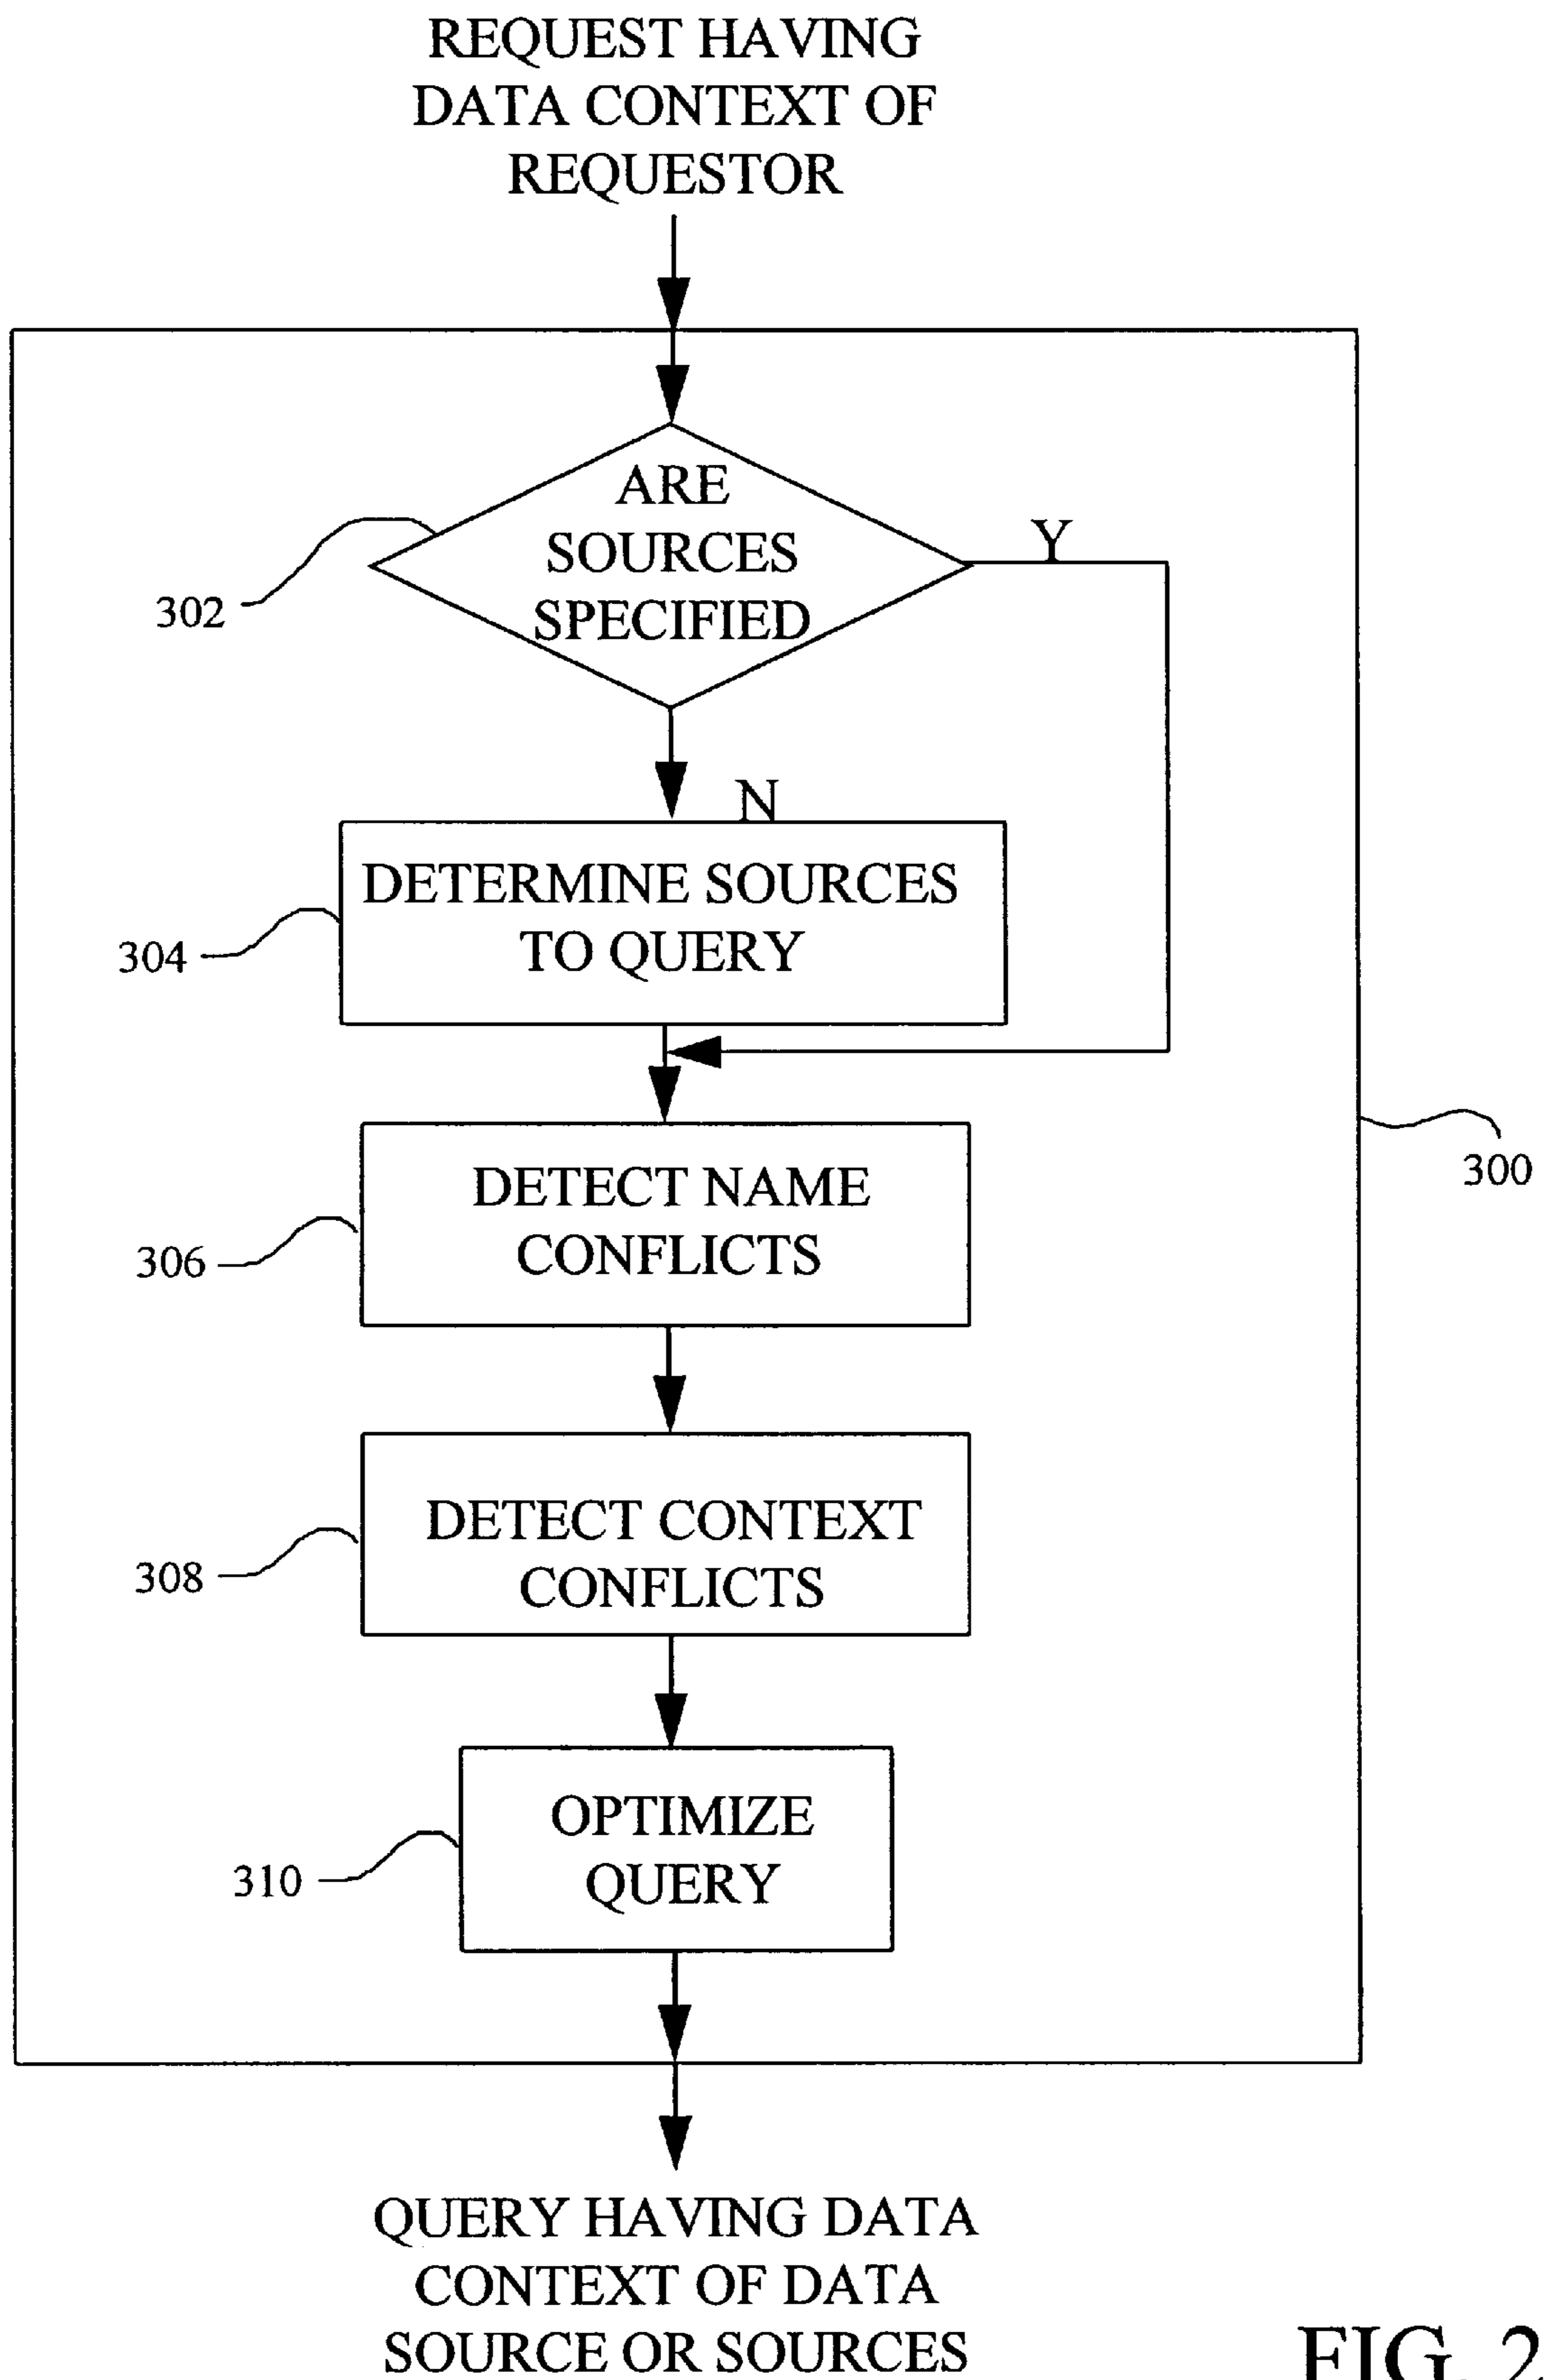 REQUEST HAVING
DATA CONTEXT OF
REQUESTOR
ARE
SOURCES
SPECIFIED
Y
302
N
DETERMINE SOURCES
TO QUERY
304
DETECT NAME
CONFLICTS
306
300
DETECT CONTEXT
CONFLICTS
308
OPTIMIZE
QUERY
310
QUERY HAVING DATA
CONTEXT OF DATA
SOURCE OR SOURCES
FIG. 2